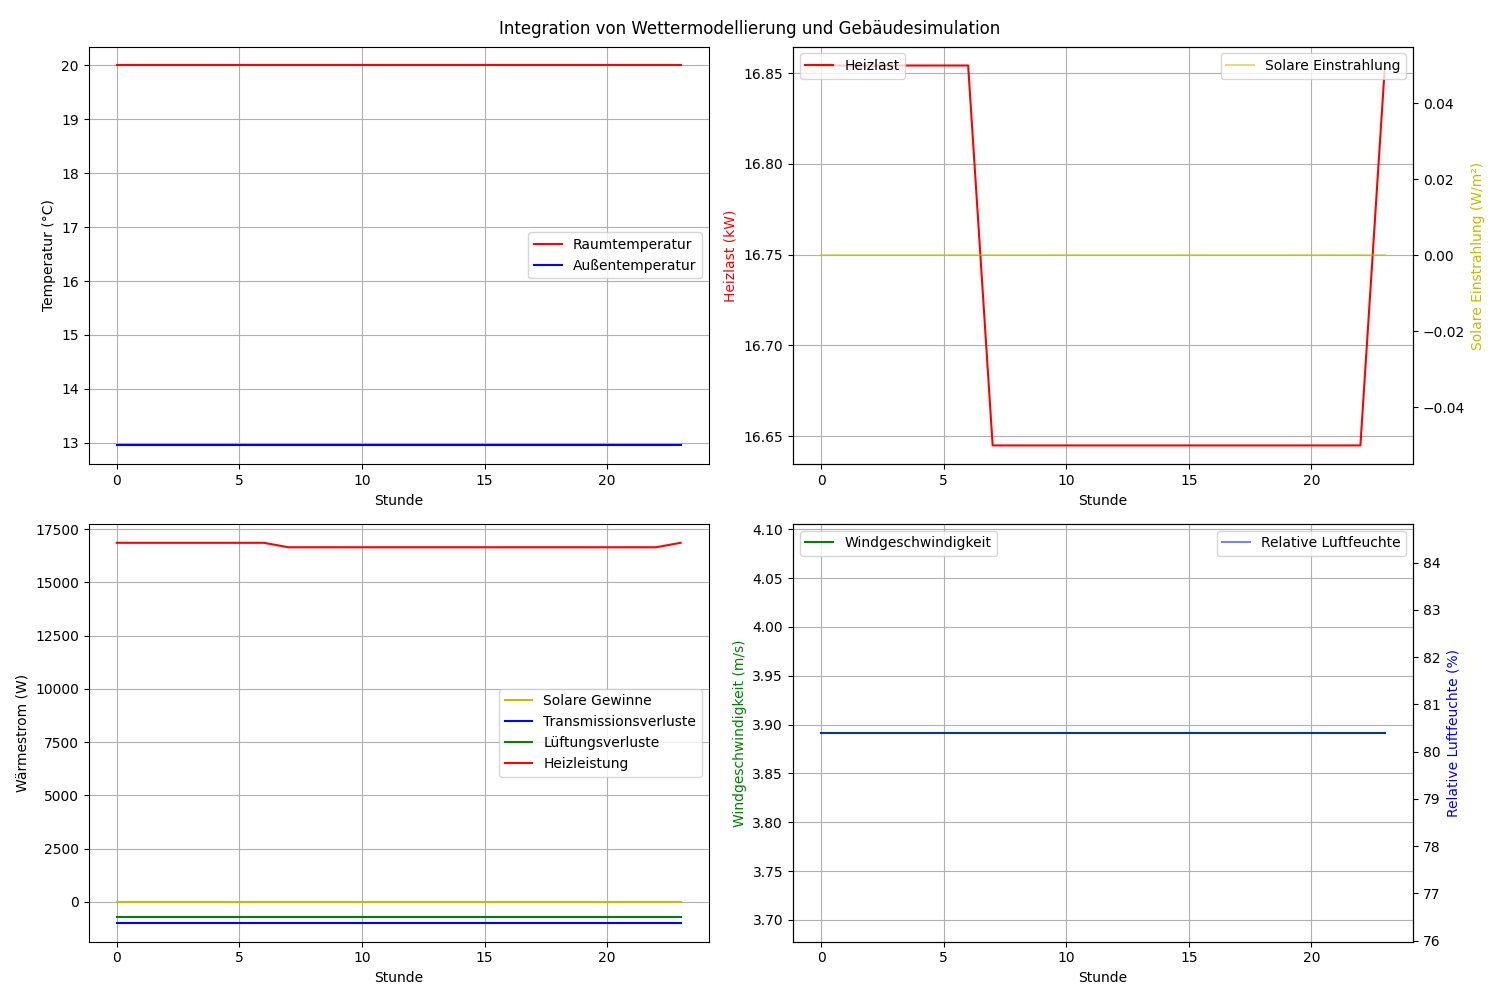 Integration von Wettermodellierung und Gebäudesimulation
20
19
18
17
16
15
14
13
Temperatur (°C)
Raumtemperatur
Außentemperatur
0 5 10 15 20
Stunde
16.85
16.80
16.75
16.70
16.65
Heizlast (kW)
Heizlast
Solare Einstrahlung
0.04
0.02
0.00
−0.02
−0.04
Solare Einstrahlung (W/m²)
0 5 10 15 20
Stunde
17500
15000
12500
10000
7500
5000
2500
0
Wärmestrom (W)
Solare Gewinne
Transmissionsverluste
Lüftungsverluste
Heizleistung
0 5 10 15 20
Stunde
4.10
4.05
4.00
3.95
3.90
3.85
3.80
3.75
3.70
Windgeschwindigkeit (m/s)
Windgeschwindigkeit
Relative Luftfeuchte
84
83
82
81
80
79
78
77
76
Relative Luftfeuchte (%)
0 5 10 15 20
Stunde